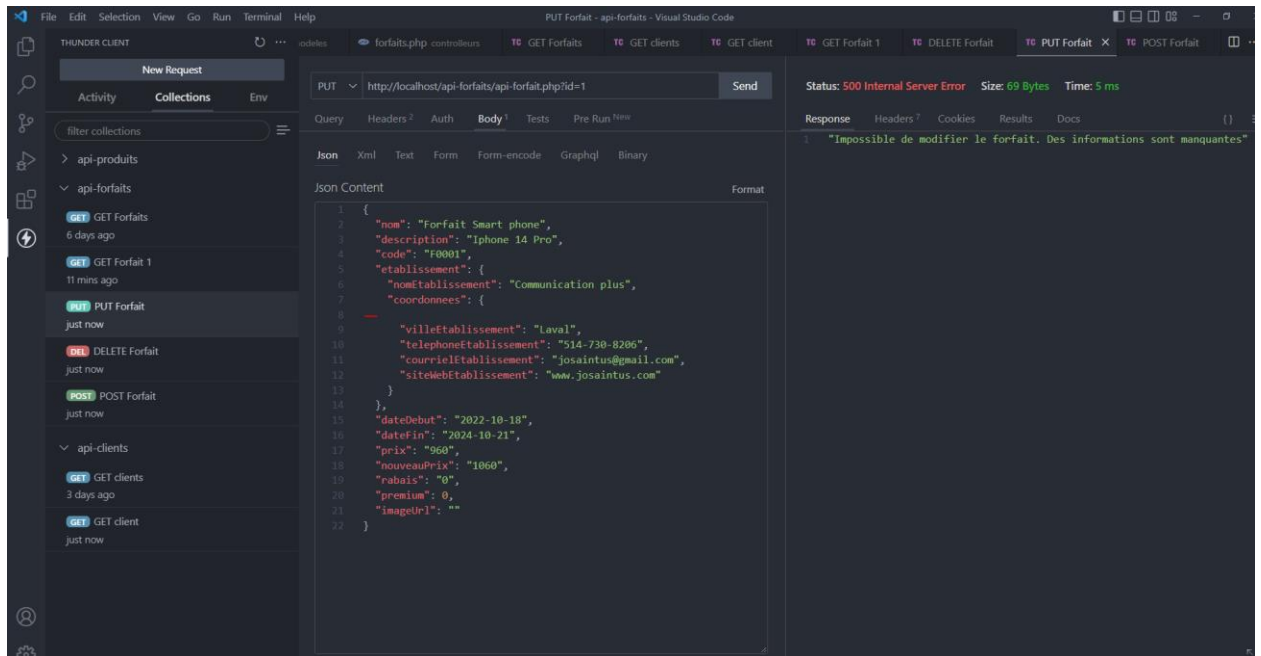 File Edit Selection View Go Run Terminal Help PUT Forfait - api-forfaits - Visual Studio Code
THUNDER CLIENT
forfaits.php controlleurs TC GET Forfaits TC GET clients TC GET client TC GET Forfait 1 TC DELETE Forfait TC PUT Forfait TC POST Forfait
New Request
Activity Collections Env
filter collections
api-produits
api-forfaits
GET GET Forfaits
6 days ago
GET GET Forfait 1
11 mins ago
PUT PUT Forfait
just now
DEL DELETE Forfait
just now
POST POST Forfait
just now
api-clients
GET GET clients
3 days ago
GET GET client
just now
PUT http://localhost/api-forfaits/api-forfait.php?id=1 Send
Query Headers 2 Auth Body 1 Tests Pre Run New
Json Xml Text Form Form-encode Graphql Binary
Json Content Format
1 {
2 "nom": "Forfait Smart phone",
3 "description": "Iphone 14 Pro",
4 "code": "F0001",
5 "etablissement": {
6 "nomEtablissement": "Communication plus",
7 "coordonnees": {
8
9 "villeEtablissement": "Laval",
10 "telephoneEtablissement": "514-730-8206",
11 "courrielEtablissement": "josaintus@gmail.com",
12 "siteWebEtablissement": "www.josaintus.com"
13 }
14 },
15 "dateDebut": "2022-10-18",
16 "dateFin": "2024-10-21",
17 "prix": "960",
18 "nouveauPrix": "1060",
19 "rabais": "0",
20 "premium": 0,
21 "imageUrl": ""
22 }
Status: 500 Internal Server Error Size: 69 Bytes Time: 5 ms
Response Headers 7 Cookies Results Docs {}
"Impossible de modifier le forfait. Des informations sont manquantes"